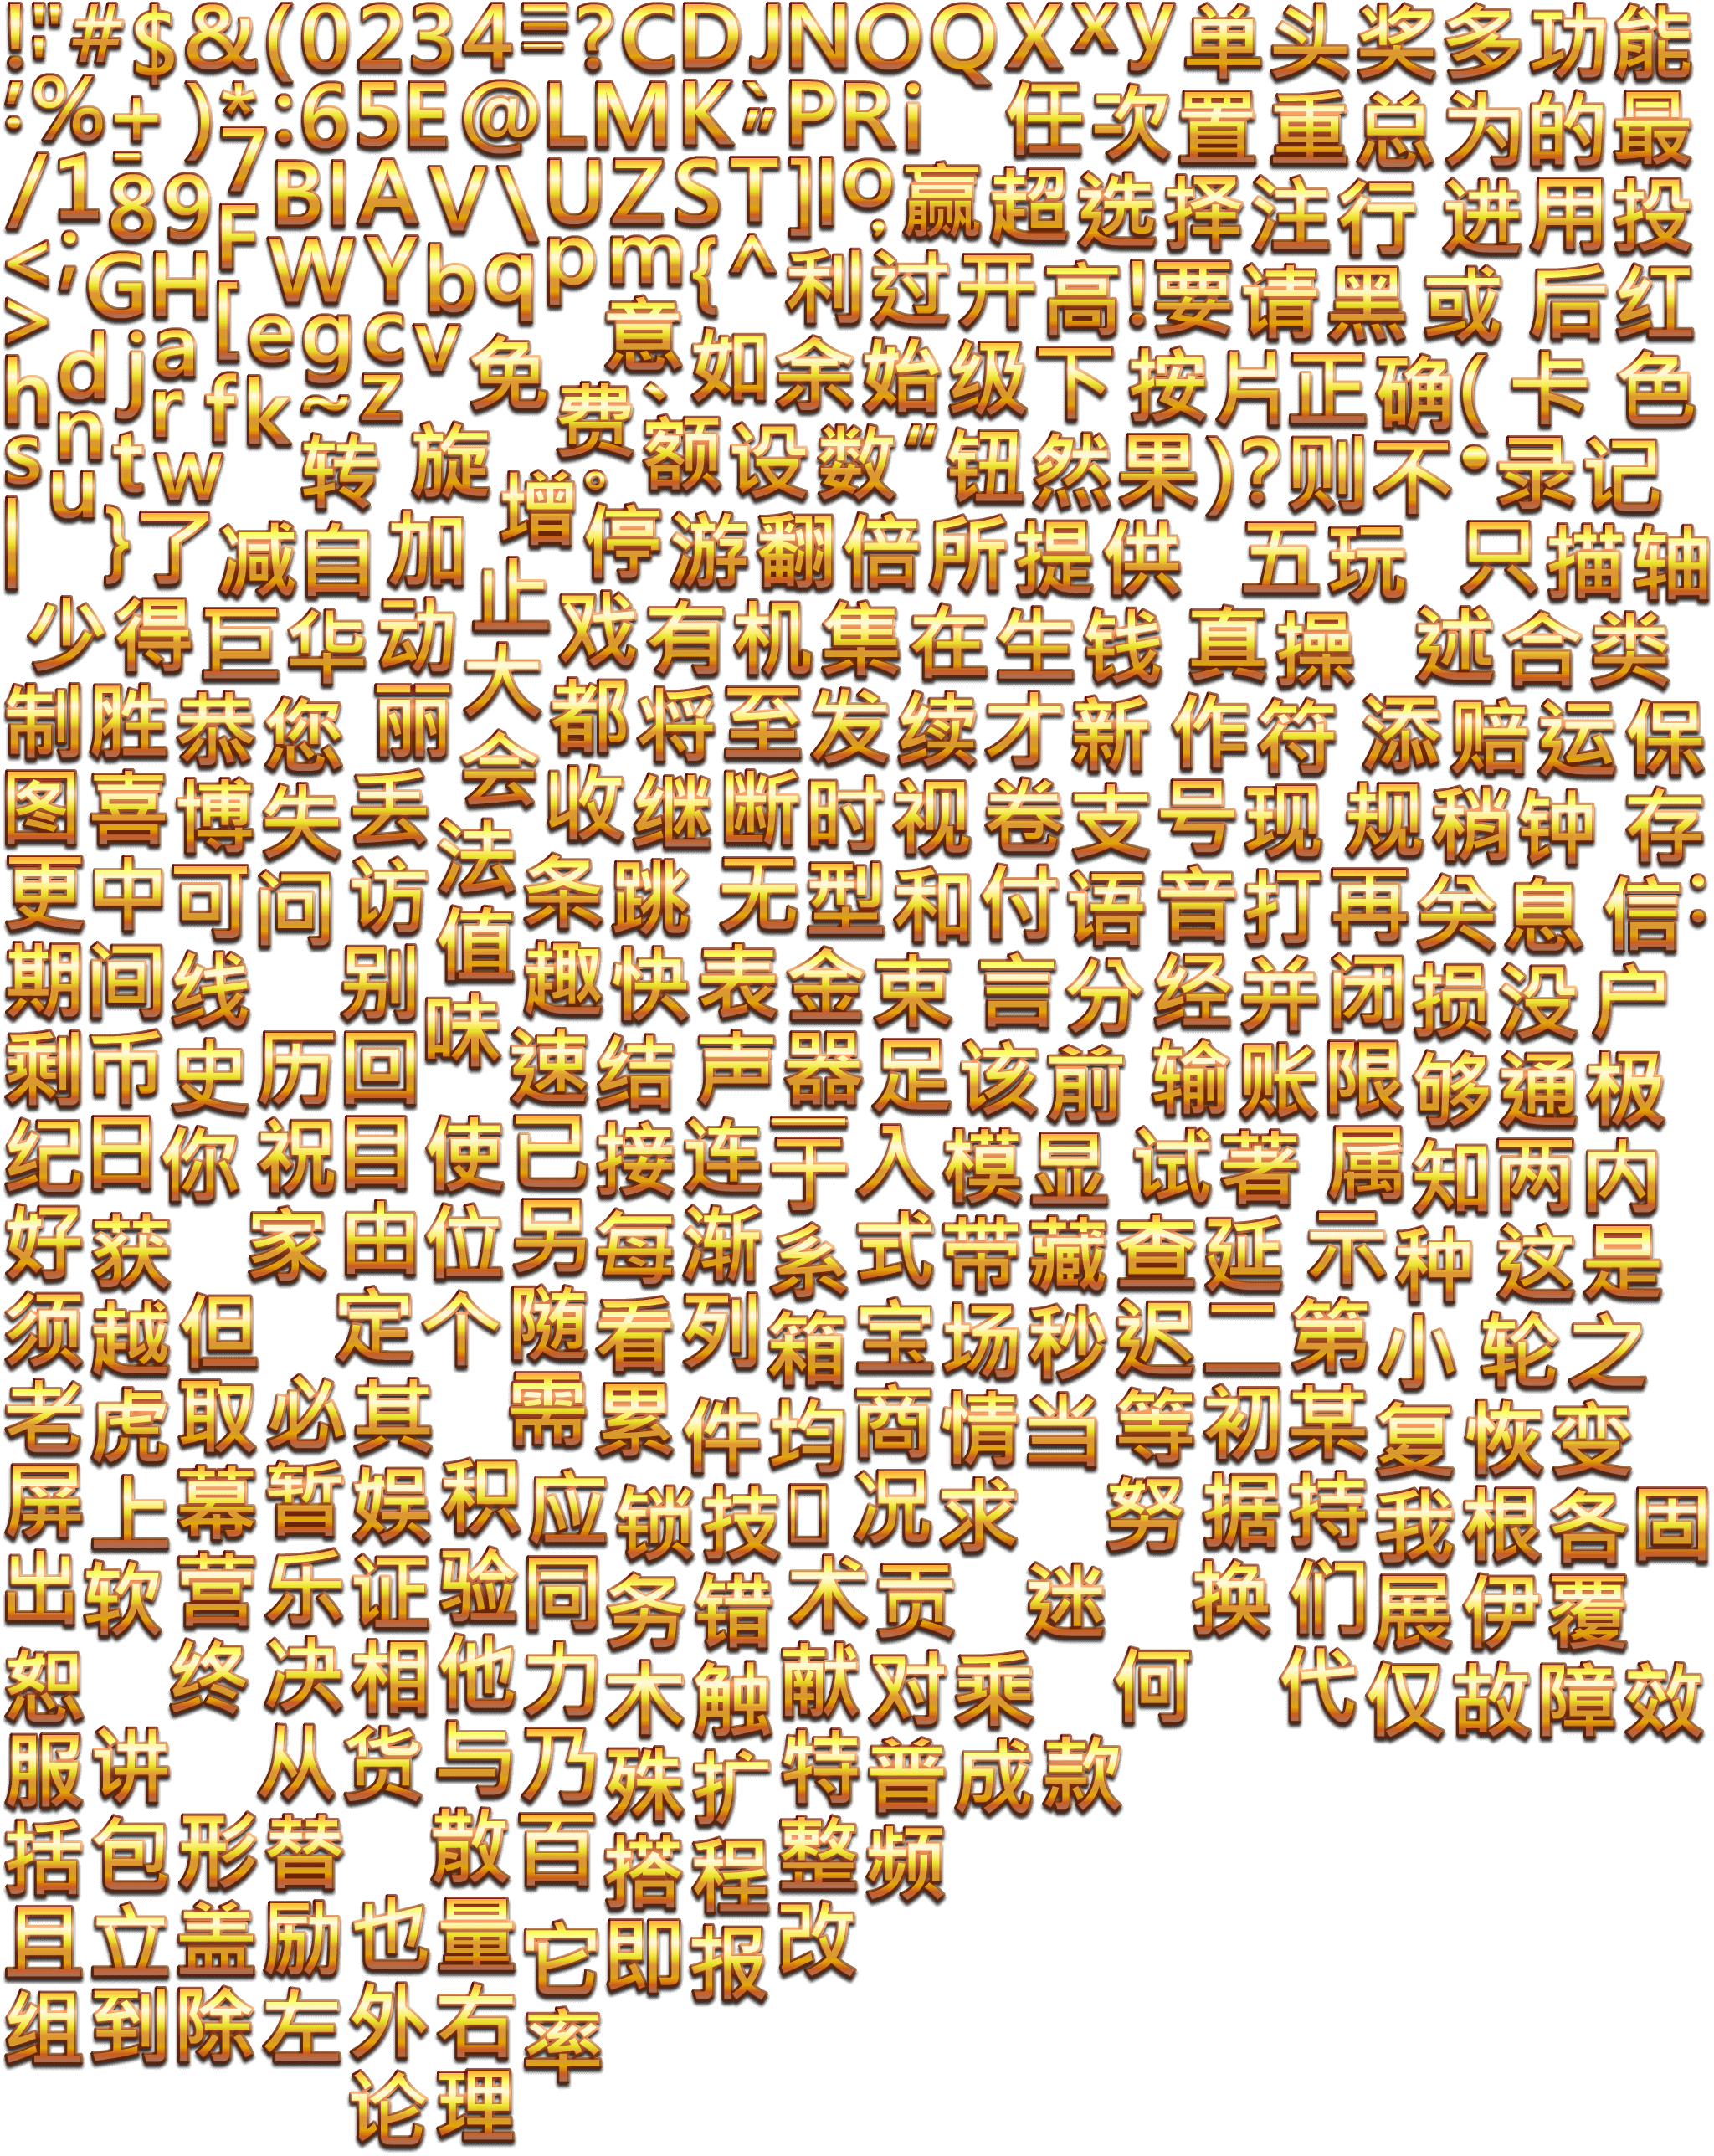 !"#$&(0234=?CDJNOQXxy单头奖多功能
'%+)*:65E@LMK"PRi任次置重总为的最
/1-897BIAV\UZST]lo,赢超选择注行进用投
<;GHFWYbqpm{^利过开高!要请黑或后红
>dja[egcv免意如余始级下按片正确(卡色
hnrfk~z费、额设数“钮然果)?则不•录记
sutw转旋增。停游翻倍所提供五玩只描轴
|}了减自加止戏有机集在生钱真操述合类
少得巨华动大都将至发续才新作符添赔运保
制胜恭您丽会收继断时视卷支号现规稍钟存
图喜博失丢法条跳无型和付语音打再关息信:
更中可问访值趣快表金束言分经并闭损没户
期间线别味速结声器足该前输账限够通极
剩币史历回使已接连于入模显试著属知两内
纪日你祝目位另每渐系式带藏查延示种这是
好获家由个随看列箱宝场秒迟二第小轮之
须越但定需累件均商情当等初某复恢变
老虎取必其应锁技况求努据持我根各固
屏上幕暂娱积同务错术贡迷换们展伊覆
出软营乐证验力木触献对乘何代仅故障效
恕终决相他乃殊扩特普成款
服讲从货与百搭程整频
括包形替散它即报改
且立盖励也量率
组到除左外右
论理